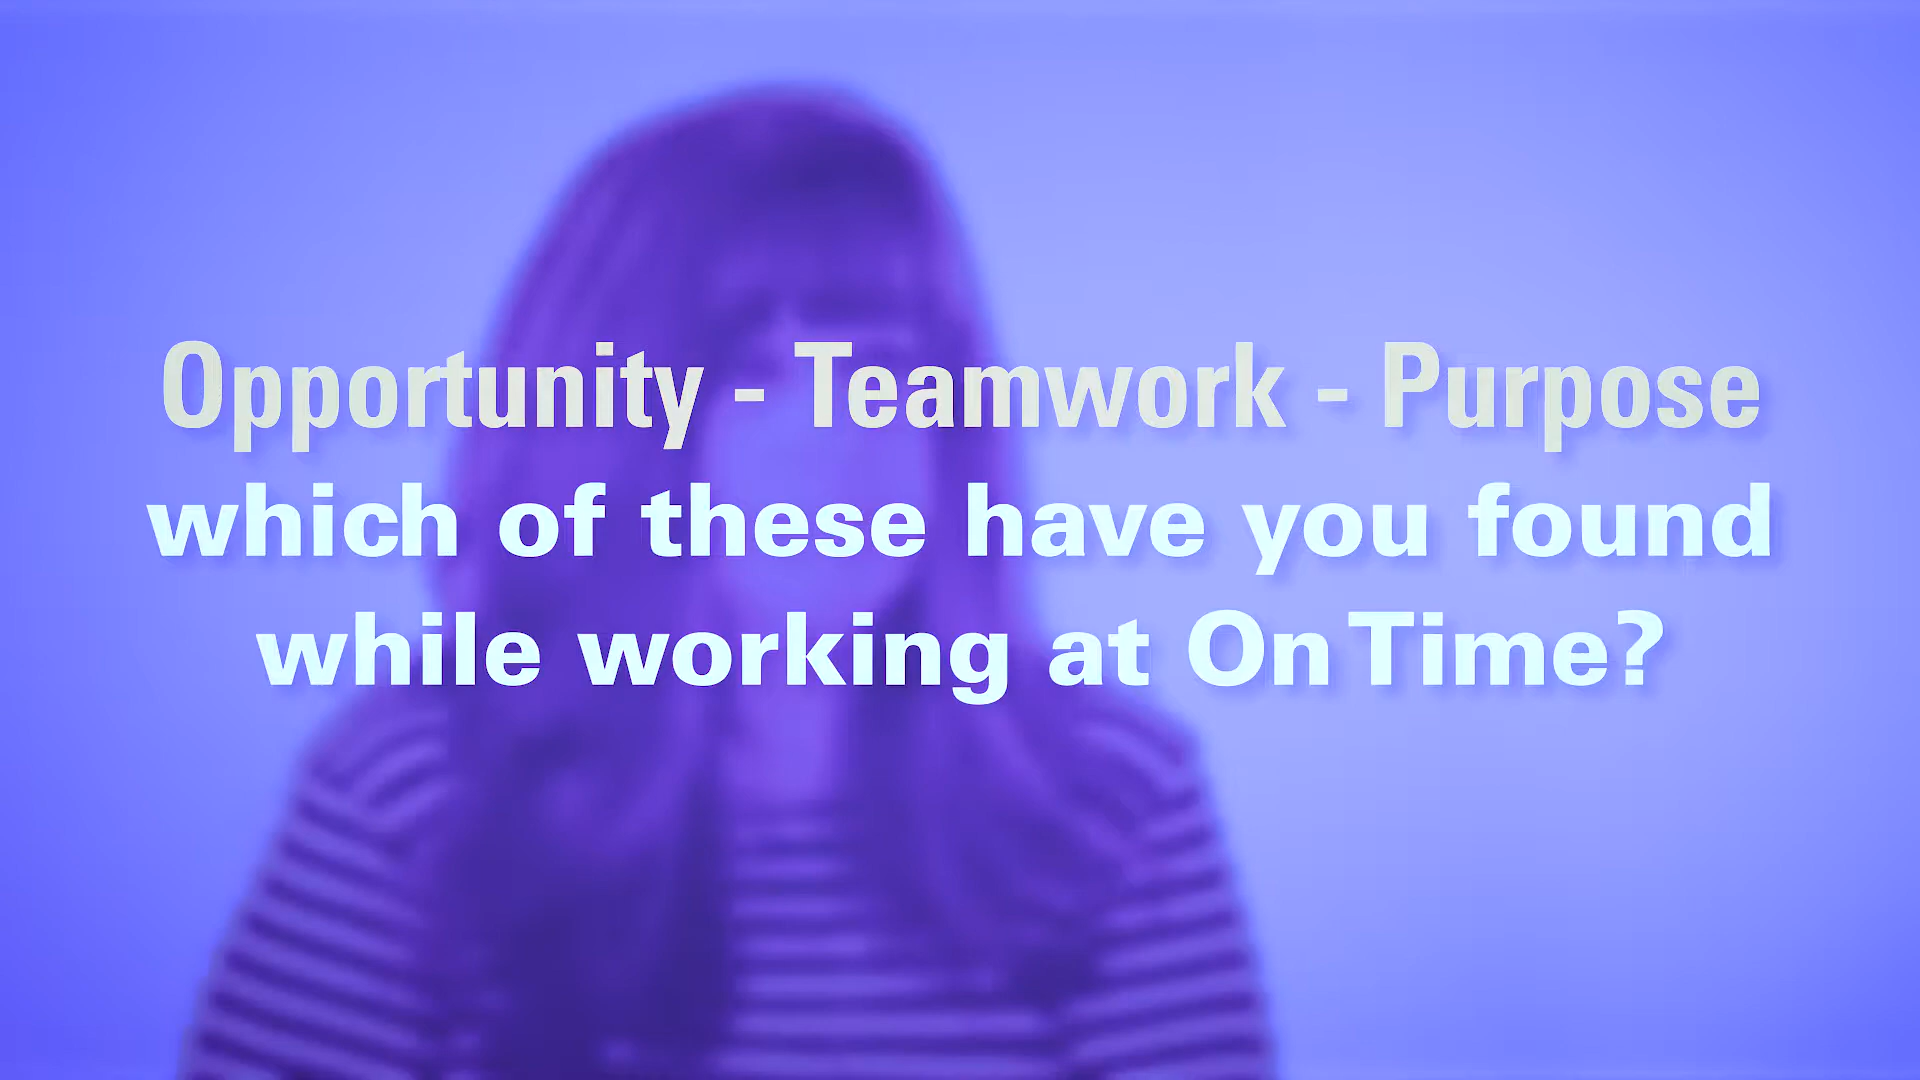 Opportunity - Teamwork - Purpose
which of these have you found
while working at On Time?